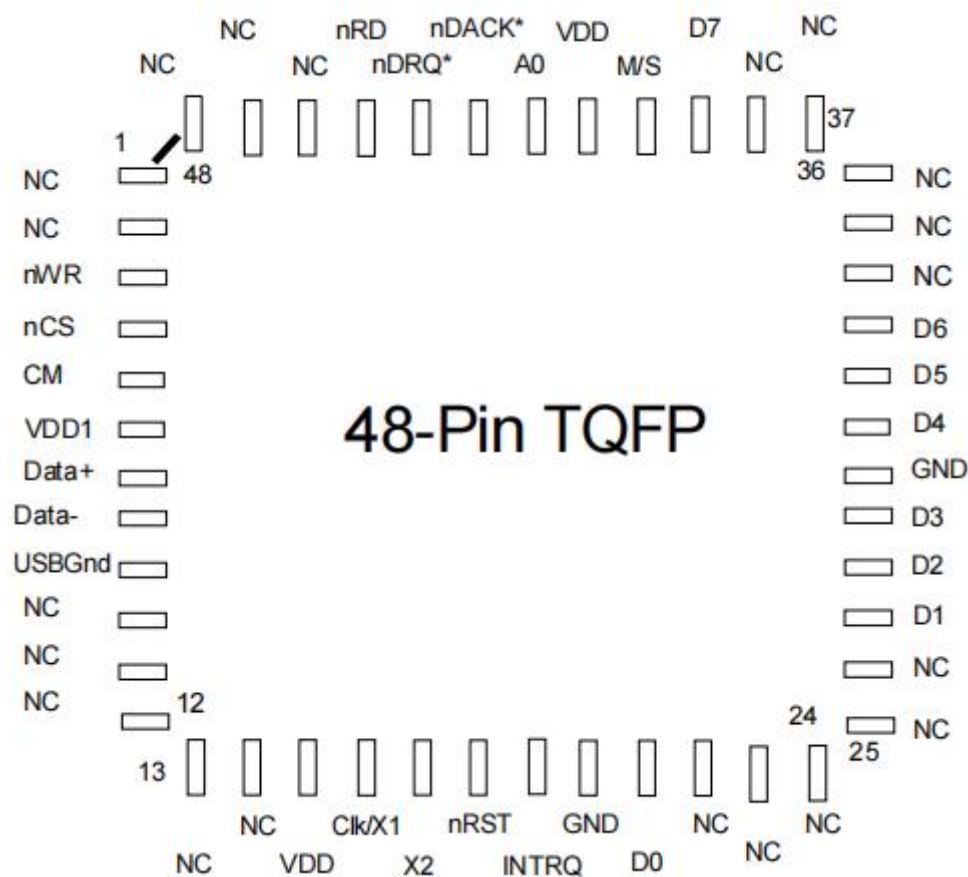 NC nRD nDACK* VDD D7 NC
NC NC nDRQ* A0 M/S NC
1 37
48 36
NC NC
NC NC
nWR NC
nCS D6
CM D5
VDD1 D4
48-Pin TQFP
Data+ GND
Data- D3
USBGnd D2
NC D1
NC NC
NC 12 24 NC
13 25
NC Clk/X1 nRST GND NC NC
NC VDD X2 INTRQ D0 NC